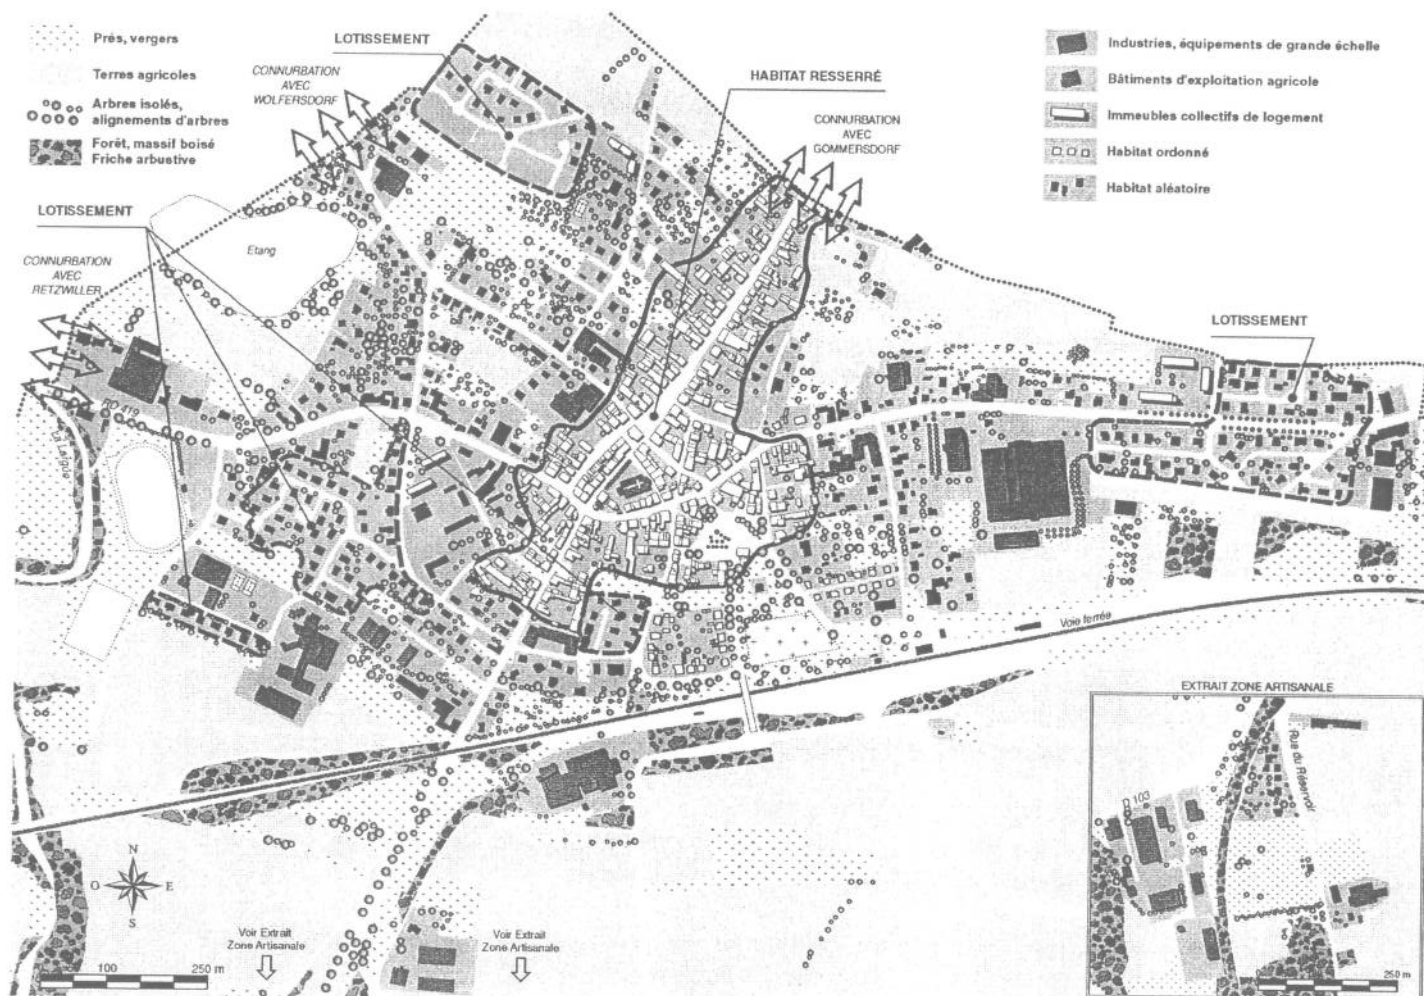 Prés, vergers
Terres agricoles
Arbres isolés,
alignements d'arbres
Forêt, massif boisé
Friche arbustive
LOTISSEMENT
CONNURBATION
AVEC
WOLFERSDORF
HABITAT RESSERRÉ
CONNURBATION
AVEC
GOMMERSDORF
Industries, équipements de grande échelle
Bâtiments d'exploitation agricole
Immeubles collectifs de logement
Habitat ordonné
Habitat aléatoire
LOTISSEMENT
CONNURBATION
AVEC
RETZWILLER
Etang
LOTISSEMENT
RD 419
La Largue
Voie ferrée
EXTRAIT ZONE ARTISANALE
Rue du Réservoir
D 103
250 m
N
O E
S
Voir Extrait
Zone Artisanale
Voir Extrait
Zone Artisanale
100 250 m